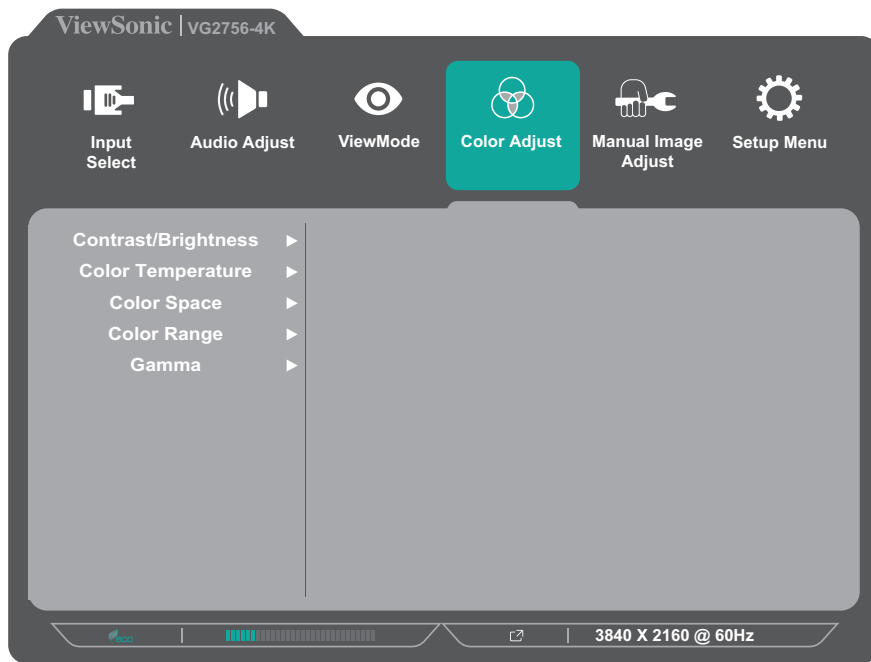 ViewSonic | VG2756-4K
Input
Select
Audio Adjust
ViewMode
Color Adjust
Manual Image
Adjust
Setup Menu
Contrast/Brightness
Color Temperature
Color Space
Color Range
Gamma
eco
3840 X 2160 @ 60Hz